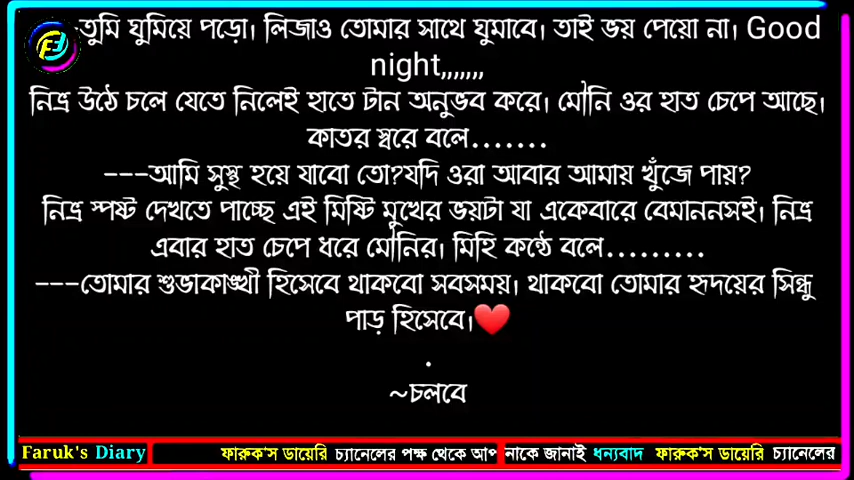 তুমি ঘুমিয়ে পড়ো। লিজাও তোমার সাথে ঘুমাবে। তাই ভয় পেয়ো না। Good
night,,,,,,,
নিভ্র উঠে চলে যেতে নিলেই হাতে টান অনুভব করে। মৌনি ওর হাত চেপে আছে।
কাতর স্বরে বলে.......
---আমি সুস্থ হয়ে যাবো তো?যদি ওরা আবার আমায় খুঁজে পায়?
নিভ্র স্পষ্ট দেখতে পাচ্ছে এই মিষ্টি মুখের ভয়টা যা একেবারে বেমাননসই। নিভ্র
এবার হাত চেপে ধরে মৌনির। মিহি কন্ঠে বলে.........
---তোমার শুভাকাঙ্খী হিসেবে থাকবো সবসময়। থাকবো তোমার হৃদয়ের সিন্ধু
পাড় হিসেবে।❤️
.
~চলবে
Faruk's Diary ফারুক'স ডায়েরি চ্যানেলের পক্ষ থেকে আপনাকে জানাই ধন্যবাদ ফারুক'স ডায়েরি চ্যানেলের